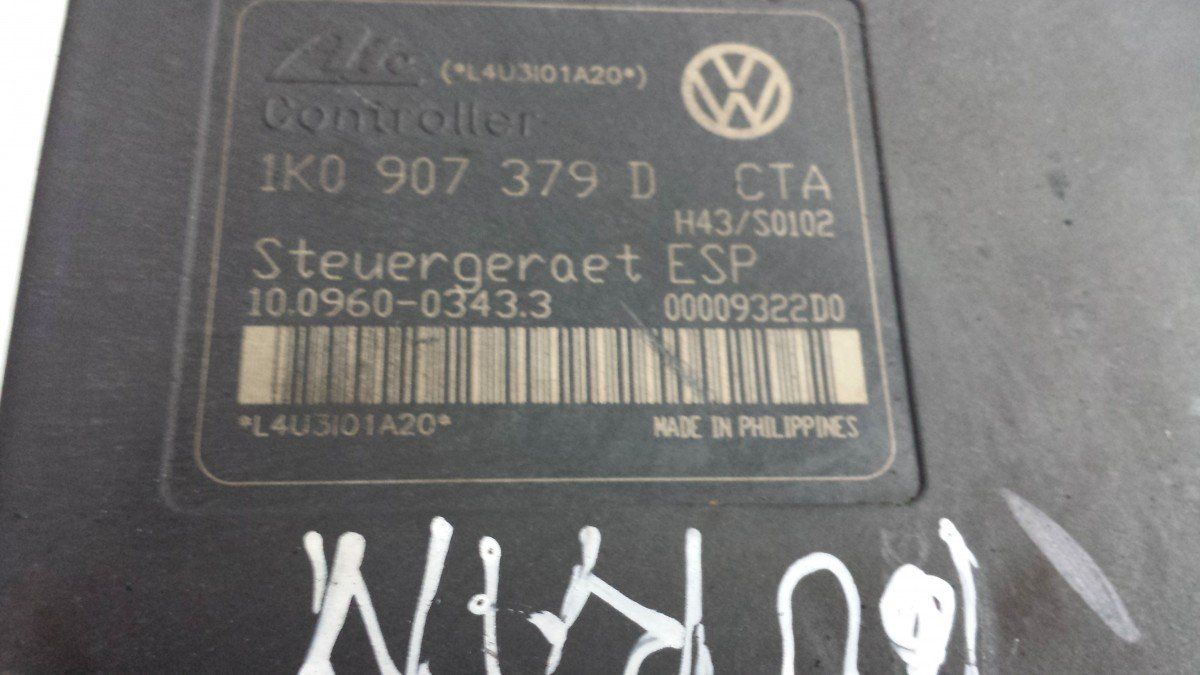 Ate (*L4U3I01A20*)
Controller
1K0 907 379 D CTA
H43/S0102
Steuergeraet ESP
10.0960-0343.3 00009322D0
*L4U3I01A20* MADE IN PHILIPPINES